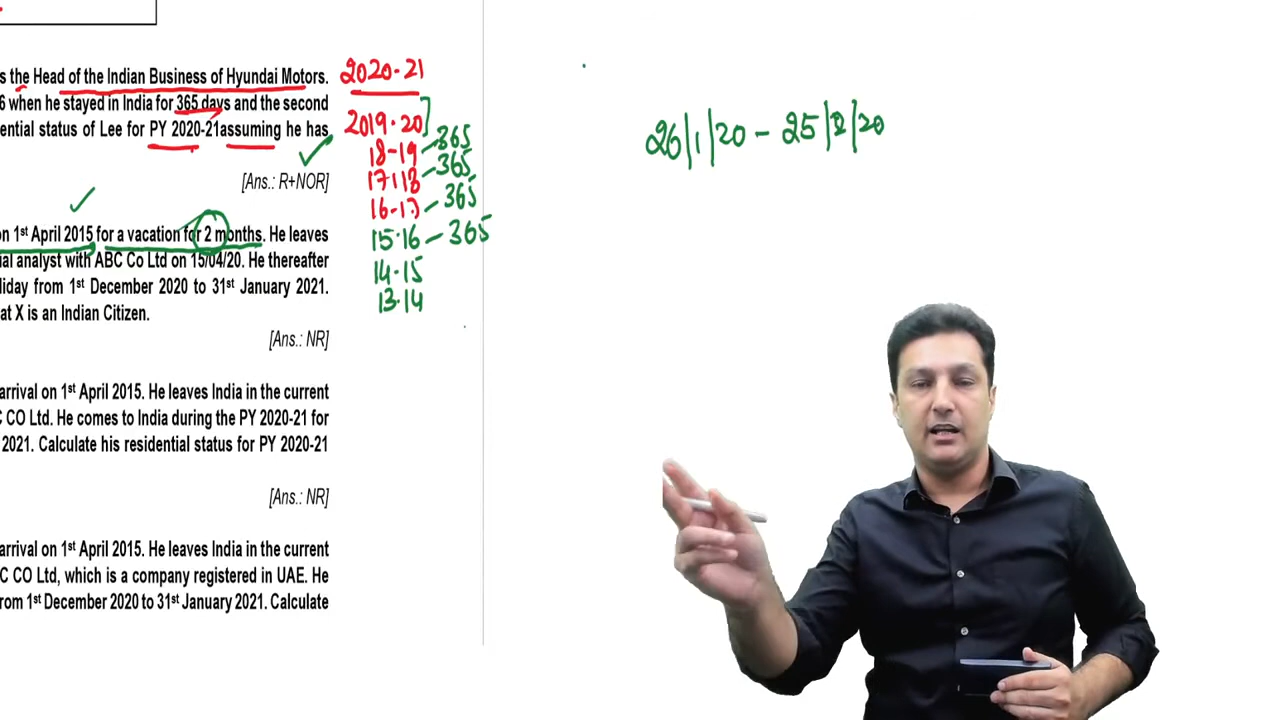 s the Head of the Indian Business of Hyundai Motors.
6 when he stayed in India for 365 days and the second
ential status of Lee for PY 2020-21assuming he has
[Ans.: R+NOR]
n 1st April 2015 for a vacation for 2 months. He leaves
ial analyst with ABC Co Ltd on 15/04/20. He thereafter
liday from 1st December 2020 to 31st January 2021.
at X is an Indian Citizen.
[Ans.: NR]
arrival on 1st April 2015. He leaves India in the current
C CO Ltd. He comes to India during the PY 2020-21 for
2021. Calculate his residential status for PY 2020-21
[Ans.: NR]
arrival on 1st April 2015. He leaves India in the current
C CO Ltd, which is a company registered in UAE. He
from 1st December 2020 to 31st January 2021. Calculate
2020-21
2019-20
18-19 - 365
17-18 - 365
16-17 - 365
15-16 - 365
14-15
13-14
26/1/20 - 25/2/20